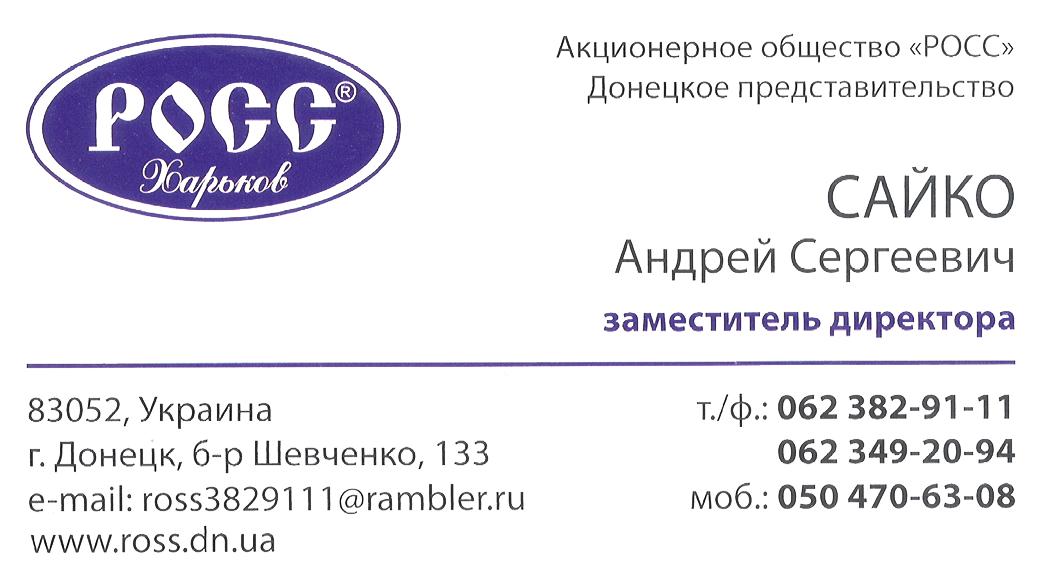 РОСС®
Харьков
Акционерное общество «РОСС»
Донецкое представительство
САЙКО
Андрей Сергеевич
заместитель директора
83052, Украина
г. Донецк, б-р Шевченко, 133
e-mail: ross3829111@rambler.ru
www.ross.dn.ua
т./ф.: 062 382-91-11
062 349-20-94
моб.: 050 470-63-08